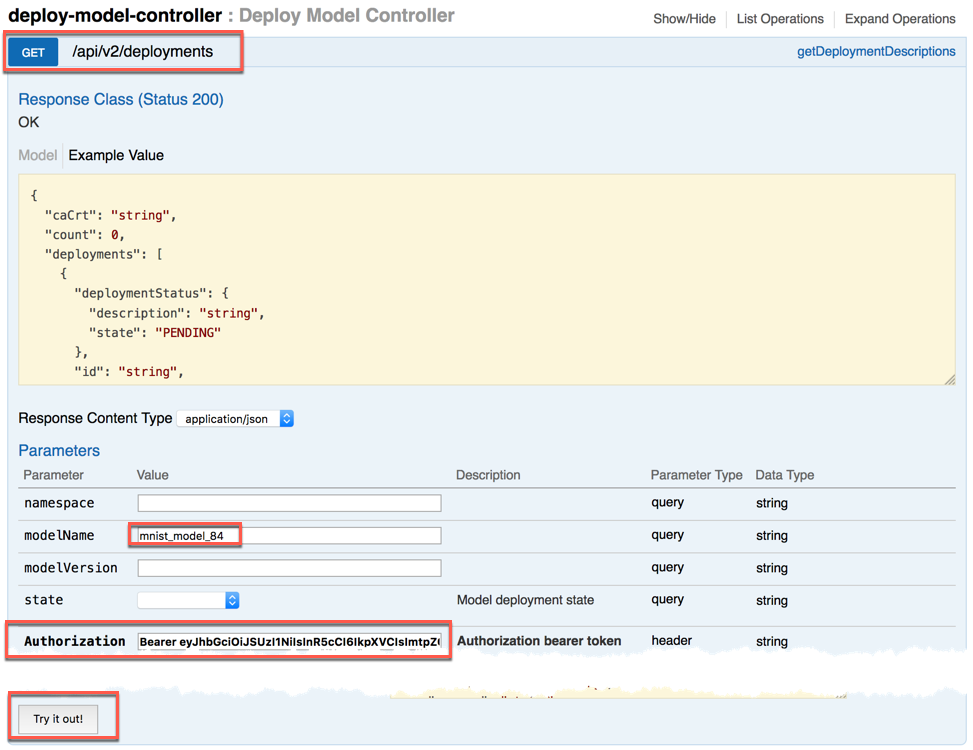 deploy-model-controller : Deploy Model Controller
Show/Hide List Operations Expand Operations
GET /api/v2/deployments getDeploymentDescriptions
Response Class (Status 200)
OK
Model Example Value
{
"caCrt": "string",
"count": 0,
"deployments": [
{
"deploymentStatus": {
"description": "string",
"state": "PENDING"
},
"id": "string",
Response Content Type application/json
Parameters
Parameter Value Description Parameter Type Data Type
namespace query string
modelName mnist_model_84 query string
modelVersion query string
state Model deployment state query string
Authorization Bearer eyJhbGciOiJSUzI1NiIsInR5cCI6IkpXVCIsImtpZ Authorization bearer token header string
Try it out!